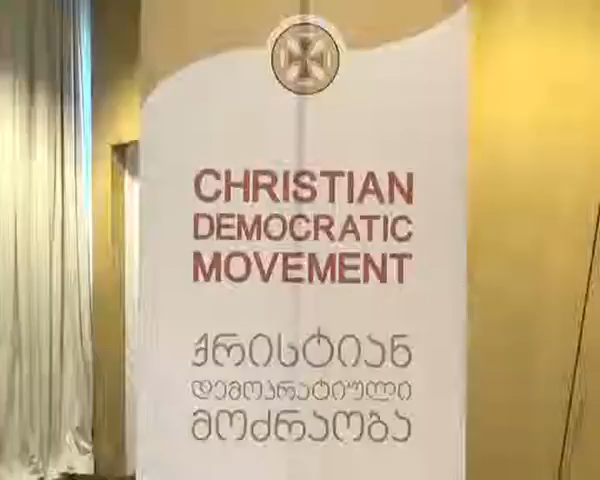 CHRISTIAN
DEMOCRATIC
MOVEMENT
ქრისტიან
დემოკრატიული
მოძრაობა